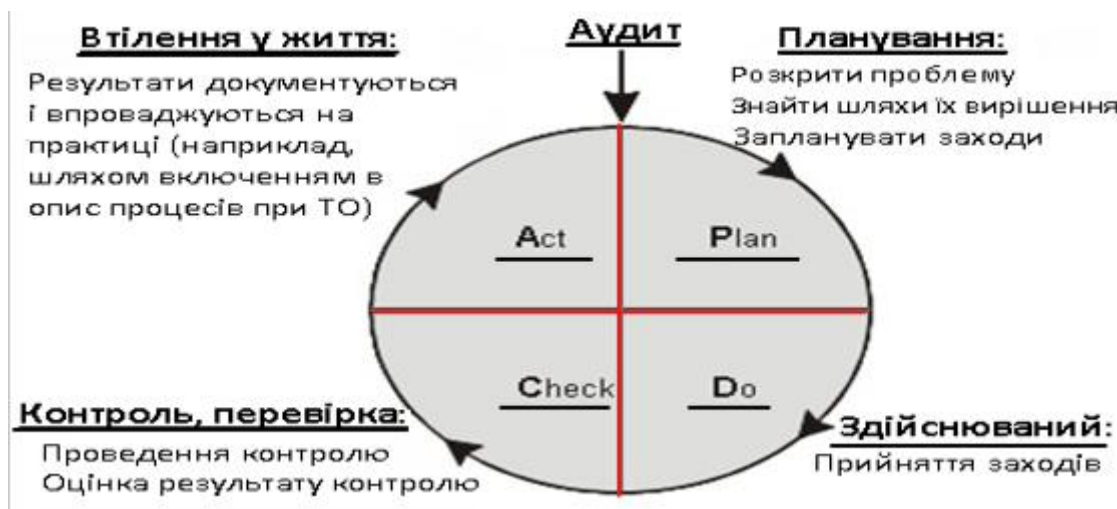 Втілення у життя:
Результати документуються
і впроваджуються на
практиці (наприклад,
шляхом включенням в
опис процесів при ТО)
Аудит
Планування:
Розкрити проблему
Знайти шляхи їх вирішення
Запланувати заходи
Act
Plan
Check
Do
Контроль, перевірка:
Проведення контролю
Оцінка результату контролю
Здійснюваний:
Прийняття заходів